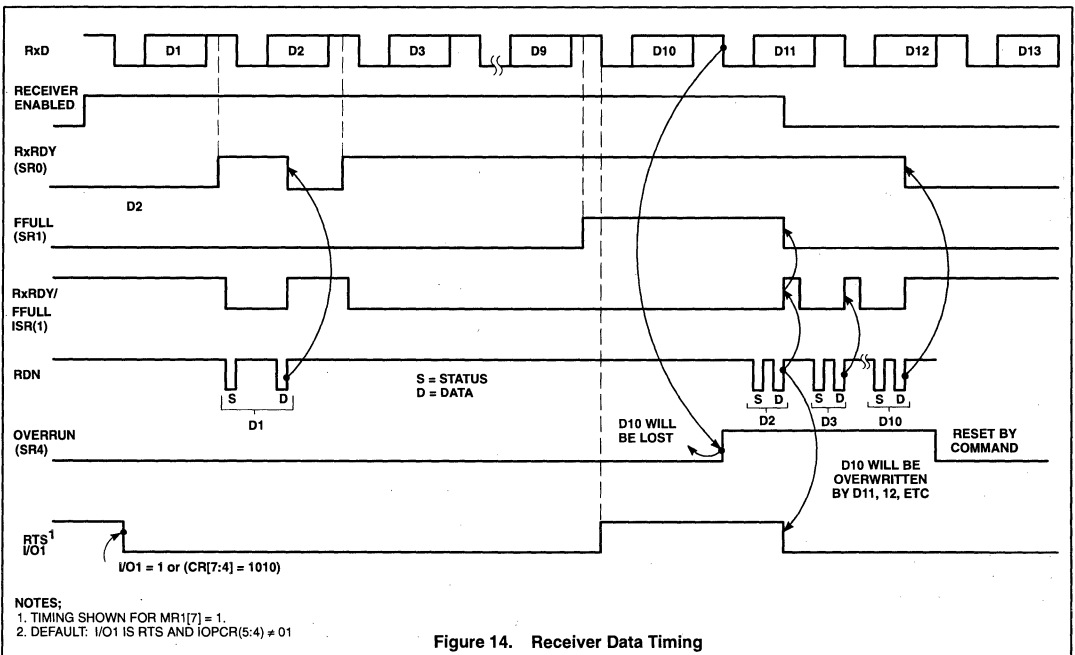 RxD D1 D2 D3 D9 D10 D11 D12 D13
RECEIVER
ENABLED
RxRDY
(SR0)
D2
FFULL
(SR1)
RxRDY/
FFULL
ISR(1)
RDN
S D S = STATUS S D S D S D
D = DATA
D1 D2 D3 D10
OVERRUN
(SR4)
D10 WILL
BE LOST
RESET BY
COMMAND
D10 WILL BE
OVERWRITTEN
BY D11, 12, ETC
RTS1
I/O1
I/O1 = 1 or (CR[7:4] = 1010)
NOTES;
1. TIMING SHOWN FOR MR1[7] = 1.
2. DEFAULT: I/O1 IS RTS AND IOPCR(5:4) ≠ 01
Figure 14. Receiver Data Timing